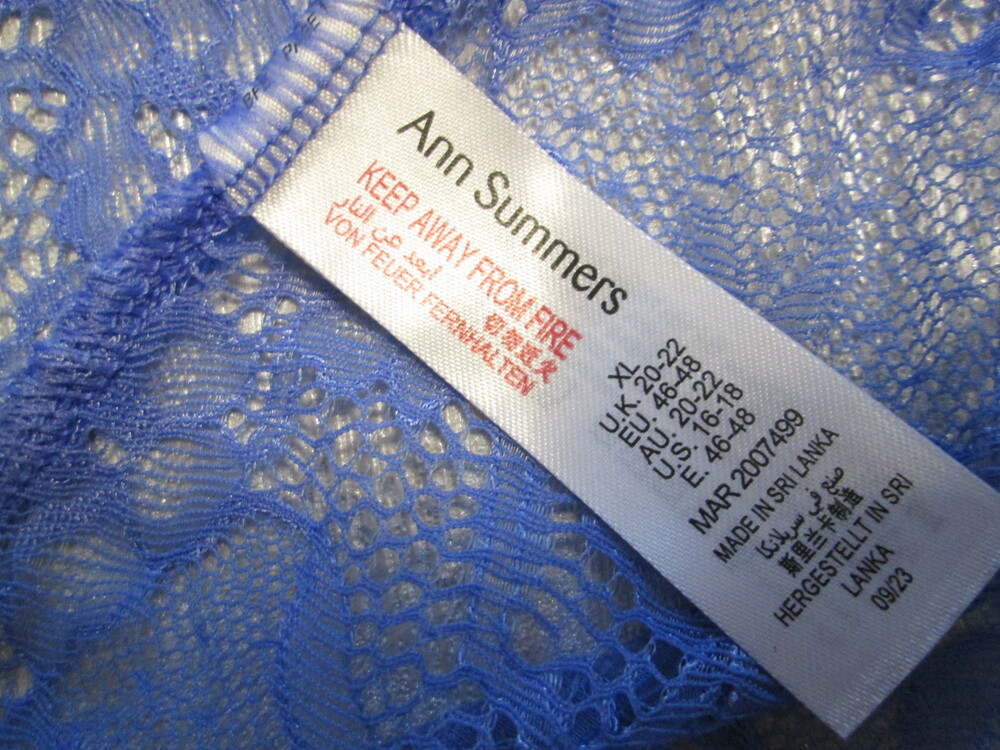 Ann Summers
KEEP AWAY FROM FIRE
أبعد عن النار
切勿近火
VON FEUER FERNHALTEN
XL
U.K. 20-22
EU. 46-48
AU. 20-22
U.S. 16-18
E. 46-48
MAR 2007499
MADE IN SRI LANKA
صنع في سريلانكا
斯里兰卡制造
HERGESTELLT IN SRI
LANKA
09/23